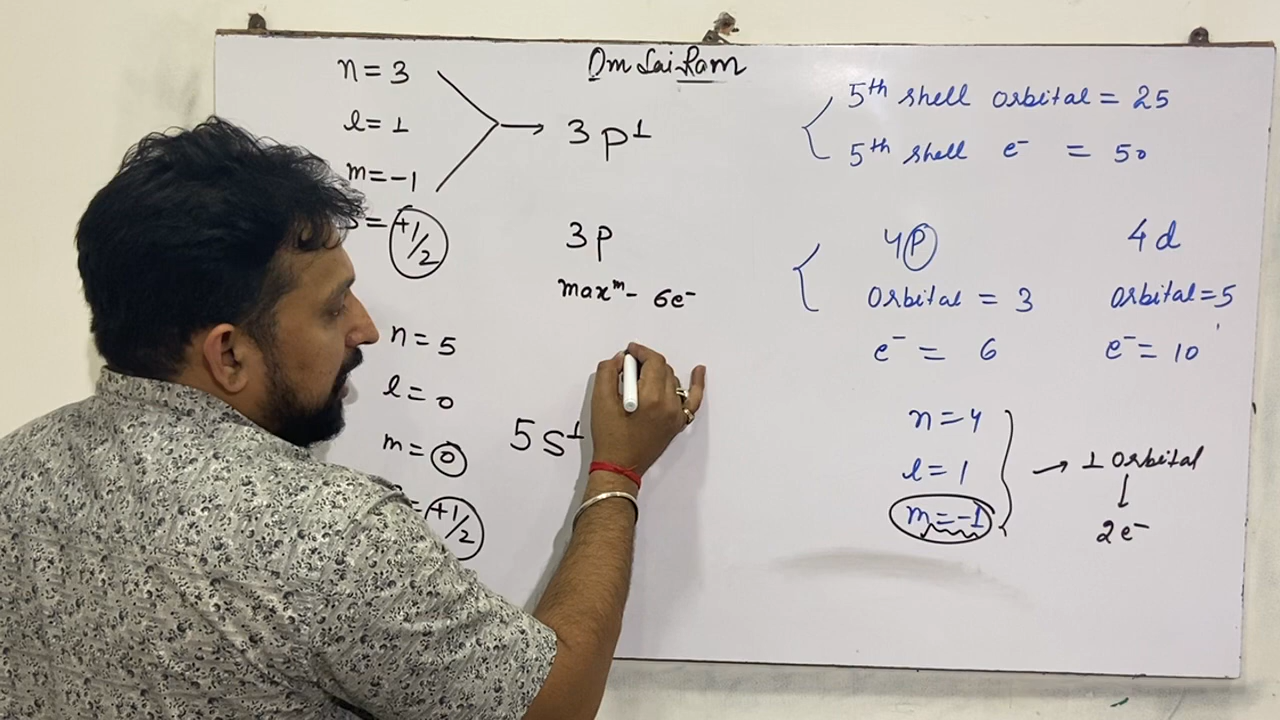 Om Sai Ram
n = 3
l = 1
m = -1
s = +1/2
3p¹
3p
maxᵐ - 6e⁻
n = 5
l = 0
m = 0
= +1/2
5s¹
5ᵗʰ shell orbital = 25
5ᵗʰ shell e⁻ = 50
4p
orbital = 3
e⁻ = 6
4d
orbital = 5
e⁻ = 10
n = 4
l = 1
m = -1
→ 1 orbital
↓
2e⁻